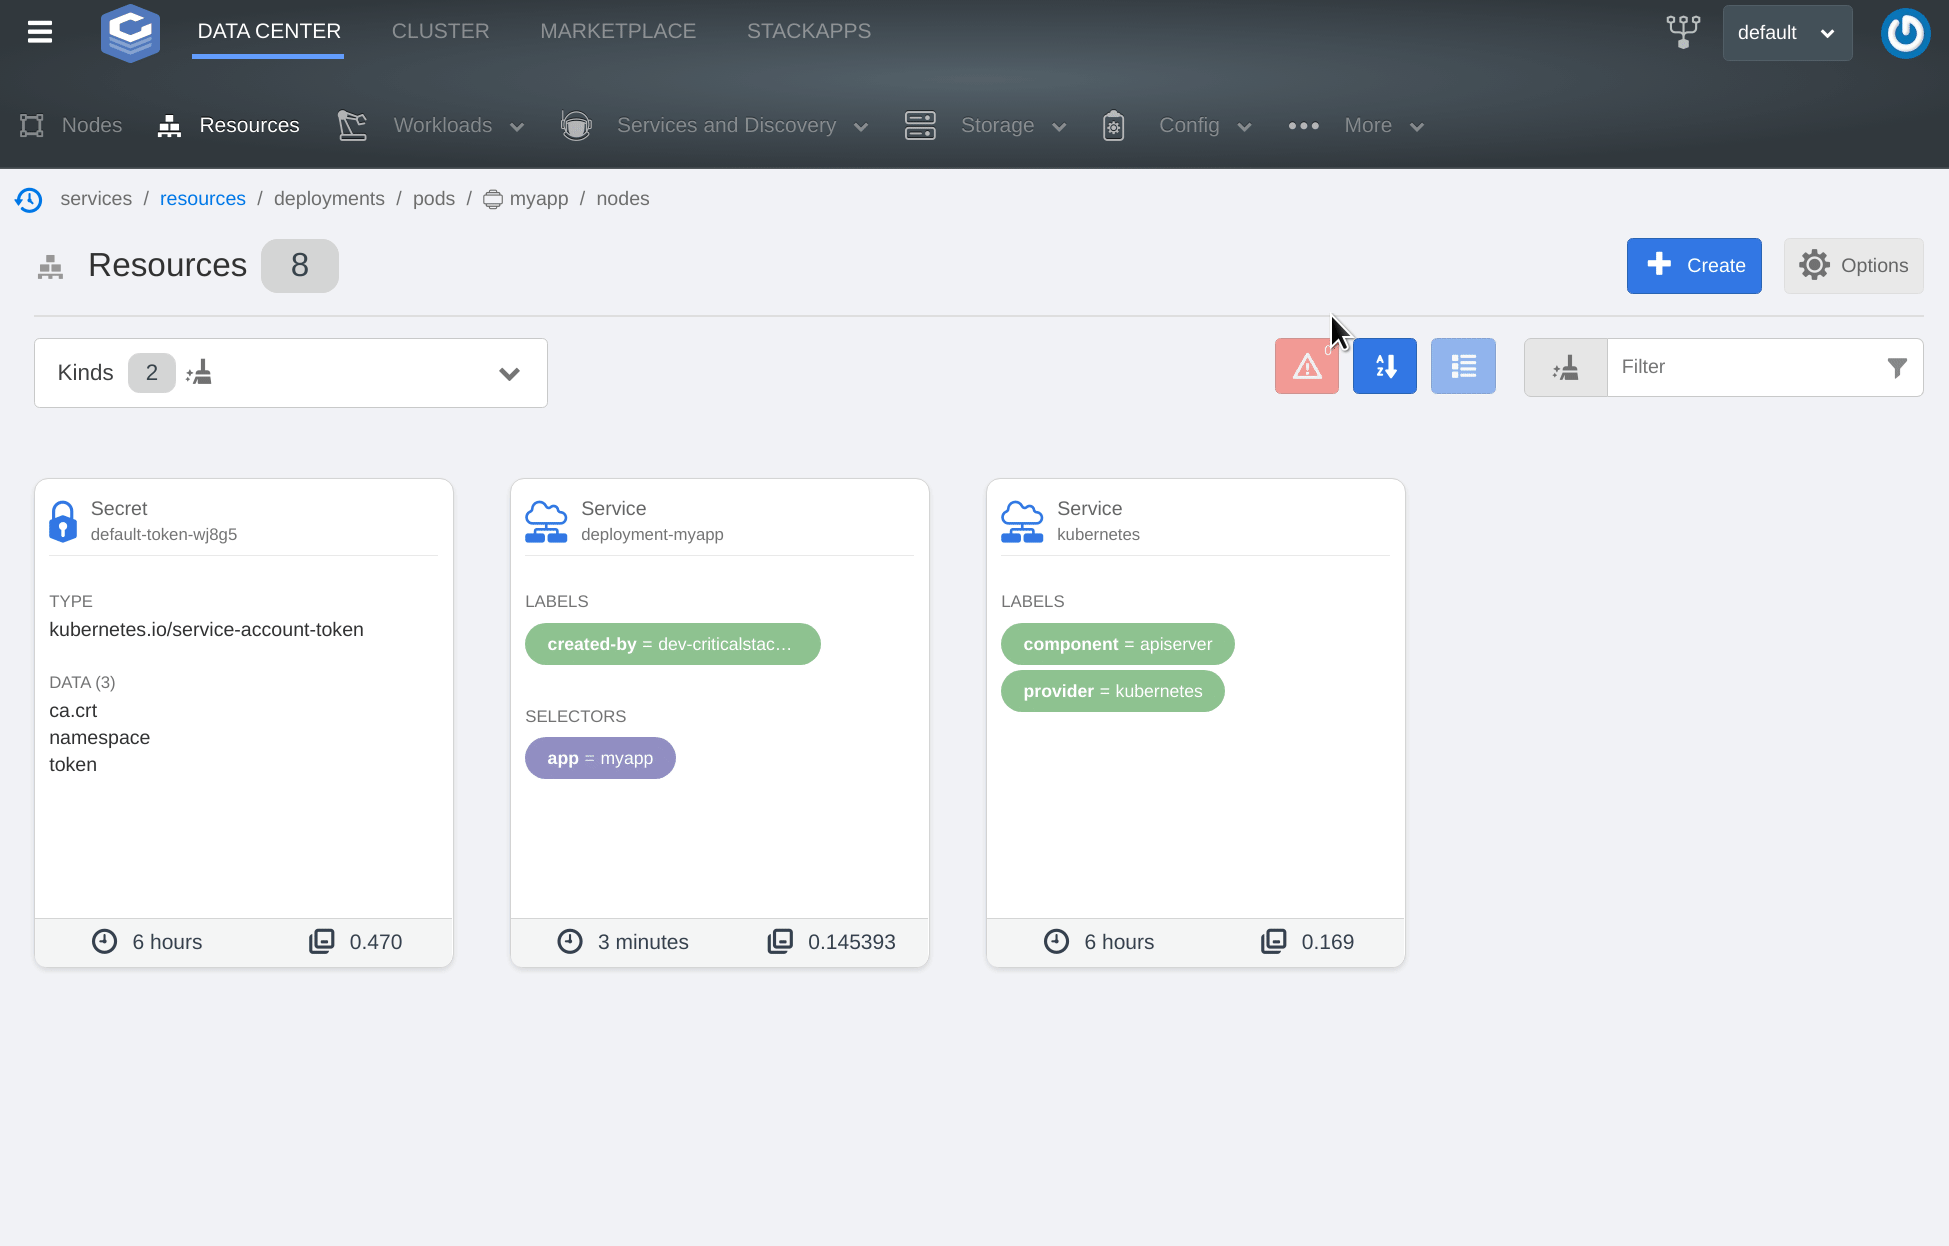 DATA CENTER CLUSTER MARKETPLACE STACKAPPS default
Nodes Resources Workloads Services and Discovery Storage Config More
services / resources / deployments / pods / myapp / nodes
Resources 8 Create Options
Kinds 2 0 A Z Filter
Secret
default-token-wj8g5
TYPE
kubernetes.io/service-account-token
DATA (3)
ca.crt
namespace
token
6 hours 0.470
Service
deployment-myapp
LABELS
created-by = dev-criticalstac...
SELECTORS
app = myapp
3 minutes 0.145393
Service
kubernetes
LABELS
component = apiserver
provider = kubernetes
6 hours 0.169